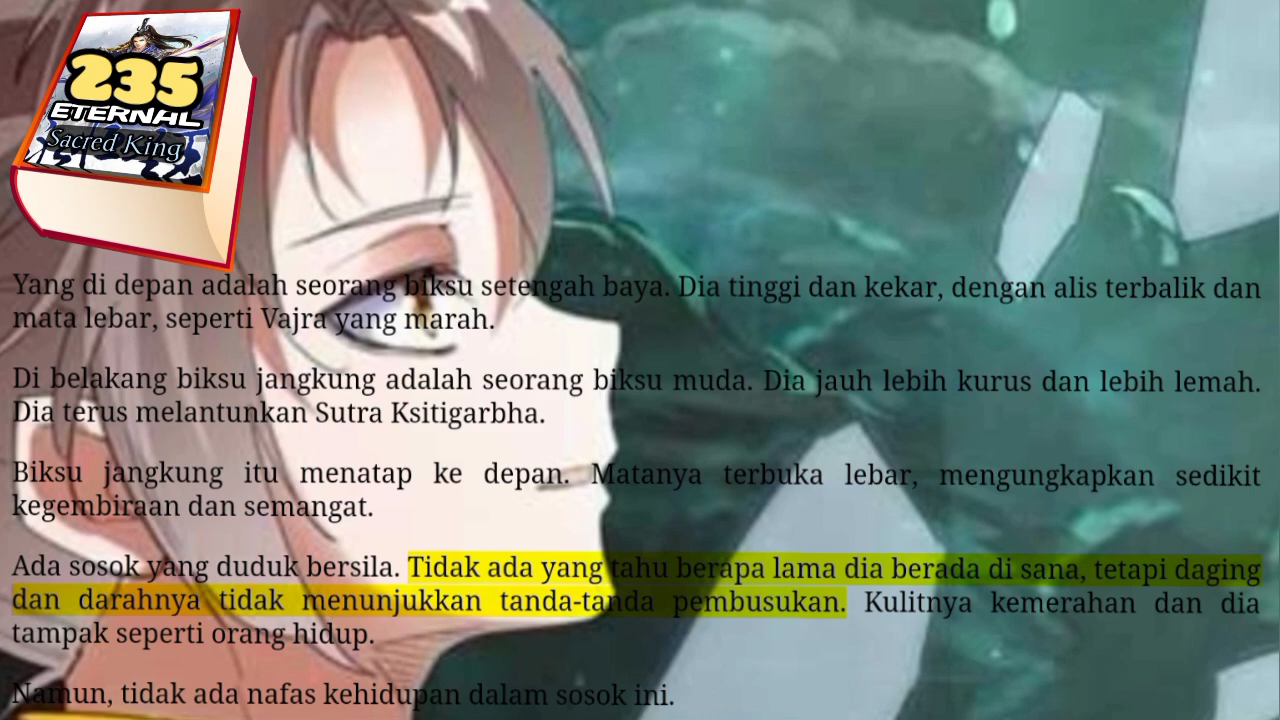 235
ETERNAL
Sacred King
Yang di depan adalah seorang biksu setengah baya. Dia tinggi dan kekar, dengan alis terbalik dan
mata lebar, seperti Vajra yang marah.
Di belakang biksu jangkung adalah seorang biksu muda. Dia jauh lebih kurus dan lebih lemah.
Dia terus melantunkan Sutra Ksitigarbha.
Biksu jangkung itu menatap ke depan. Matanya terbuka lebar, mengungkapkan sedikit
kegembiraan dan semangat.
Ada sosok yang duduk bersila. Tidak ada yang tahu berapa lama dia berada di sana, tetapi daging
dan darahnya tidak menunjukkan tanda-tanda pembusukan. Kulitnya kemerahan dan dia
tampak seperti orang hidup.
Namun, tidak ada nafas kehidupan dalam sosok ini.